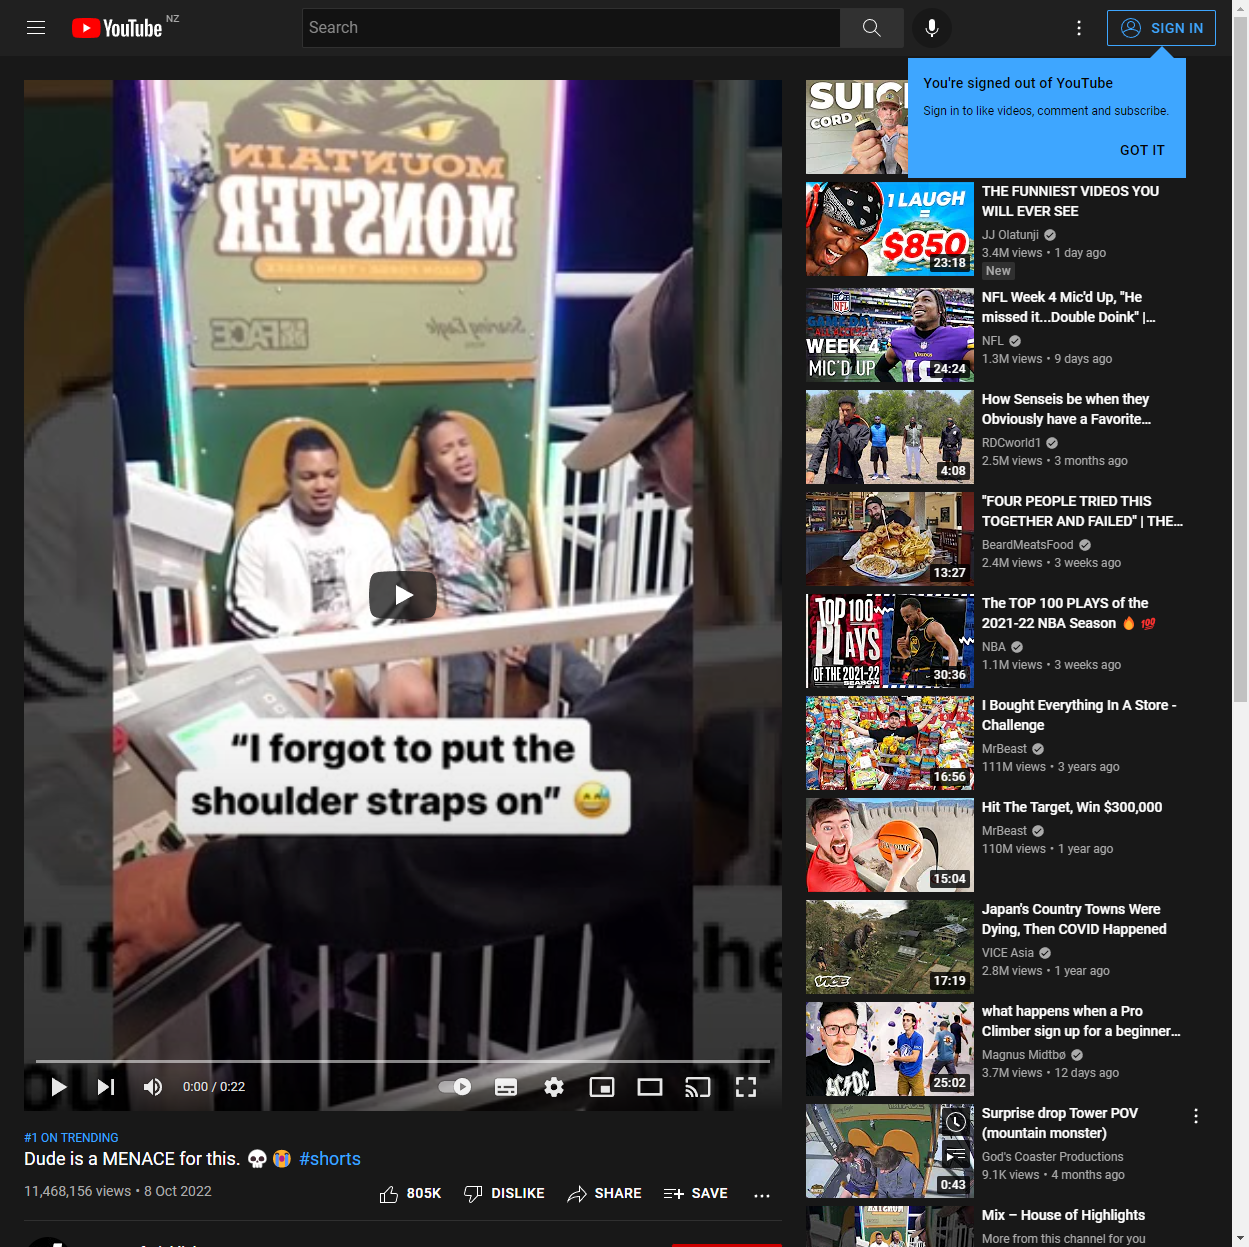 YouTube NZ
Search
SIGN IN
You're signed out of YouTube
Sign in to like videos, comment and subscribe.
GOT IT
MOUNTAIN
MONSTER
Soaring Eagle
“I forgot to put the
shoulder straps on” 😅
0:00 / 0:22
#1 ON TRENDING
Dude is a MENACE for this. 💀😭 #shorts
11,468,156 views • 8 Oct 2022
805K
DISLIKE
SHARE
SAVE
CORD
1 LAUGH
=
$850
23:18
THE FUNNIEST VIDEOS YOU
WILL EVER SEE
JJ Olatunji
3.4M views • 1 day ago
New
NFL
WEEK 4
MIC'D UP
24:24
NFL Week 4 Mic'd Up, "He
missed it...Double Doink" |...
NFL
1.3M views • 9 days ago
4:08
How Senseis be when they
Obviously have a Favorite...
RDCworld1
2.5M views • 3 months ago
13:27
"FOUR PEOPLE TRIED THIS
TOGETHER AND FAILED" | THE...
BeardMeatsFood
2.4M views • 3 weeks ago
TOP 100
PLAYS
OF THE 2021-22
SEASON
30:36
The TOP 100 PLAYS of the
2021-22 NBA Season 🔥 💯
NBA
1.1M views • 3 weeks ago
16:56
I Bought Everything In A Store -
Challenge
MrBeast
111M views • 3 years ago
15:04
Hit The Target, Win $300,000
MrBeast
110M views • 1 year ago
VICE
17:19
Japan's Country Towns Were
Dying, Then COVID Happened
VICE Asia
2.8M views • 1 year ago
AC/DC
25:02
what happens when a Pro
Climber sign up for a beginner...
Magnus Midtbø
3.7M views • 12 days ago
0:43
Surprise drop Tower POV
(mountain monster)
God's Coaster Productions
9.1K views • 4 months ago
Mix – House of Highlights
More from this channel for you